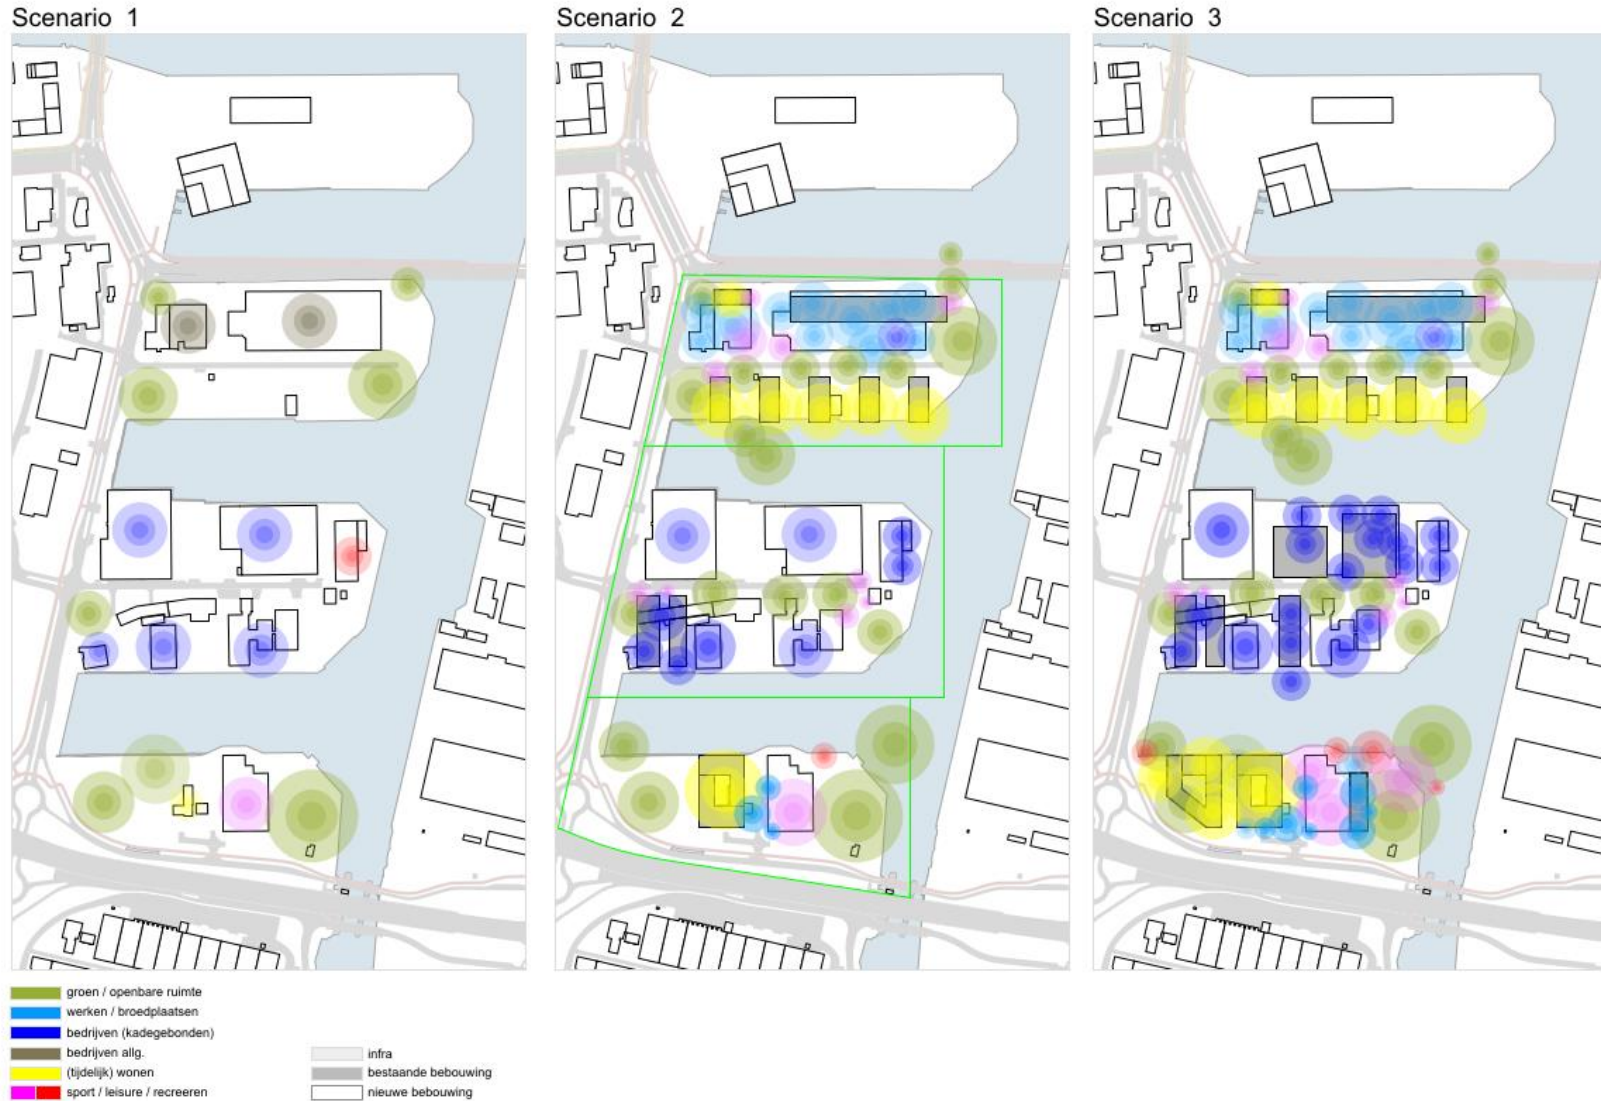 Scenario 1
Scenario 2
Scenario 3
groen / openbare ruimte
werken / broedplaatsen
bedrijven (kadegebonden)
bedrijven allg.
(tijdelijk) wonen
sport / leisure / recreëren
infra
bestaande bebouwing
nieuwe bebouwing